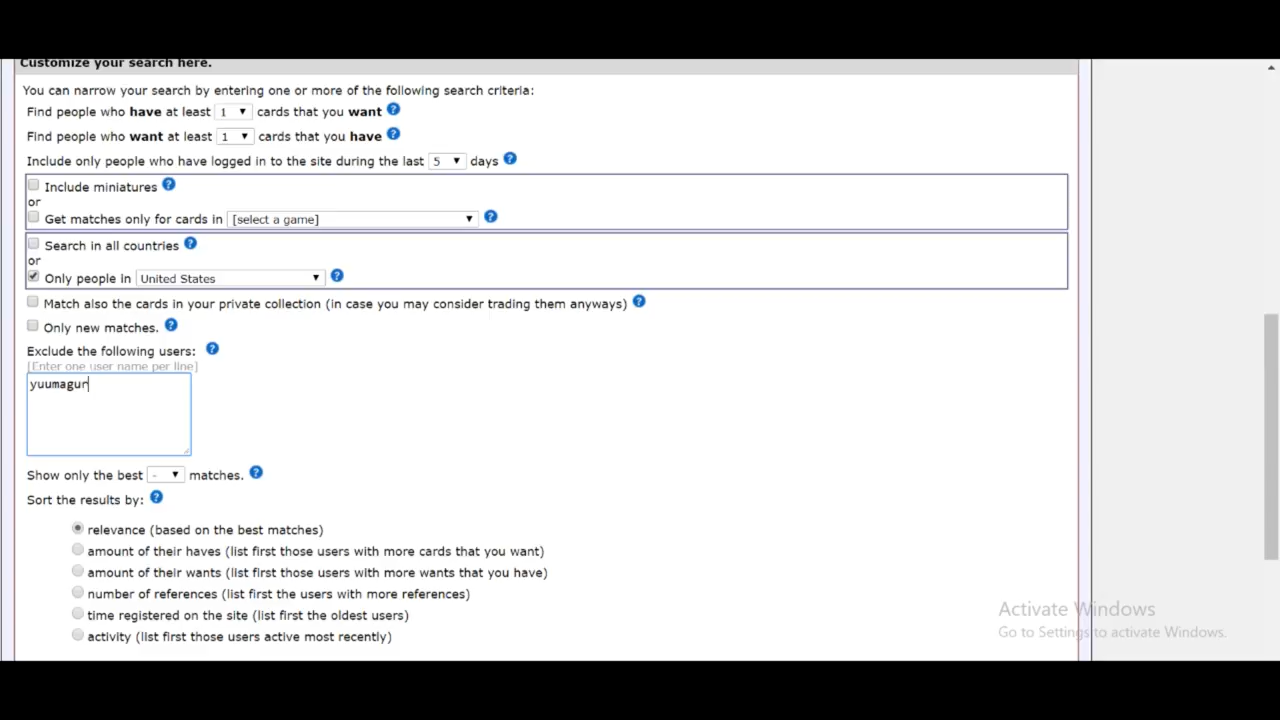 Customize your search here.
You can narrow your search by entering one or more of the following search criteria:
Find people who have at least 1 cards that you want
Find people who want at least 1 cards that you have
Include only people who have logged in to the site during the last 5 days
Include miniatures
or
Get matches only for cards in [select a game]
Search in all countries
or
Only people in United States
Match also the cards in your private collection (in case you may consider trading them anyways)
Only new matches.
Exclude the following users:
[Enter one user name per line]
yuumagur
Show only the best - matches.
Sort the results by:
relevance (based on the best matches)
amount of their haves (list first those users with more cards that you want)
amount of their wants (list first those users with more wants that you have)
number of references (list first the users with more references)
time registered on the site (list first the oldest users)
activity (list first those users active most recently)
Activate Windows
Go to Settings to activate Windows.